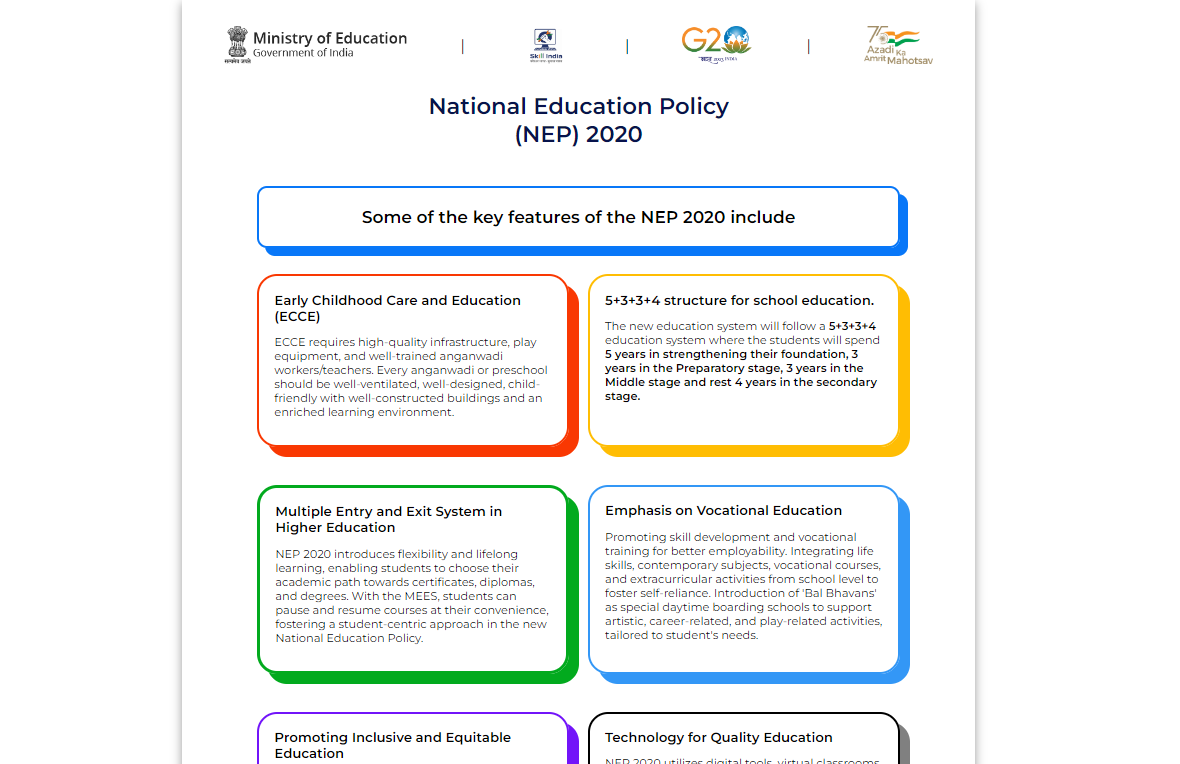 Ministry of Education
Government of India
सत्यमेव जयते
Skill India
G20
75
Azadi Ka
Amrit Mahotsav
National Education Policy
(NEP) 2020
Some of the key features of the NEP 2020 include
Early Childhood Care and Education
(ECCE)
ECCE requires high-quality infrastructure, play
equipment, and well-trained anganwadi
workers/teachers. Every anganwadi or preschool
should be well-ventilated, well-designed, child-
friendly with well-constructed buildings and an
enriched learning environment.
5+3+3+4 structure for school education.
The new education system will follow a 5+3+3+4
education system where the students will spend
5 years in strengthening their foundation, 3
years in the Preparatory stage, 3 years in the
Middle stage and rest 4 years in the secondary
stage.
Multiple Entry and Exit System in
Higher Education
NEP 2020 introduces flexibility and lifelong
learning, enabling students to choose their
academic path towards certificates, diplomas,
and degrees. With the MEES, students can
pause and resume courses at their convenience,
fostering a student-centric approach in the new
National Education Policy.
Emphasis on Vocational Education
Promoting skill development and vocational
training for better employability. Integrating life
skills, contemporary subjects, vocational courses,
and extracurricular activities from school level to
foster self-reliance. Introduction of 'Bal Bhavans'
as special daytime boarding schools to support
artistic, career-related, and play-related activities,
tailored to student's needs.
Promoting Inclusive and Equitable
Education
Technology for Quality Education
NEP 2020 utilizes digital tools, virtual classrooms